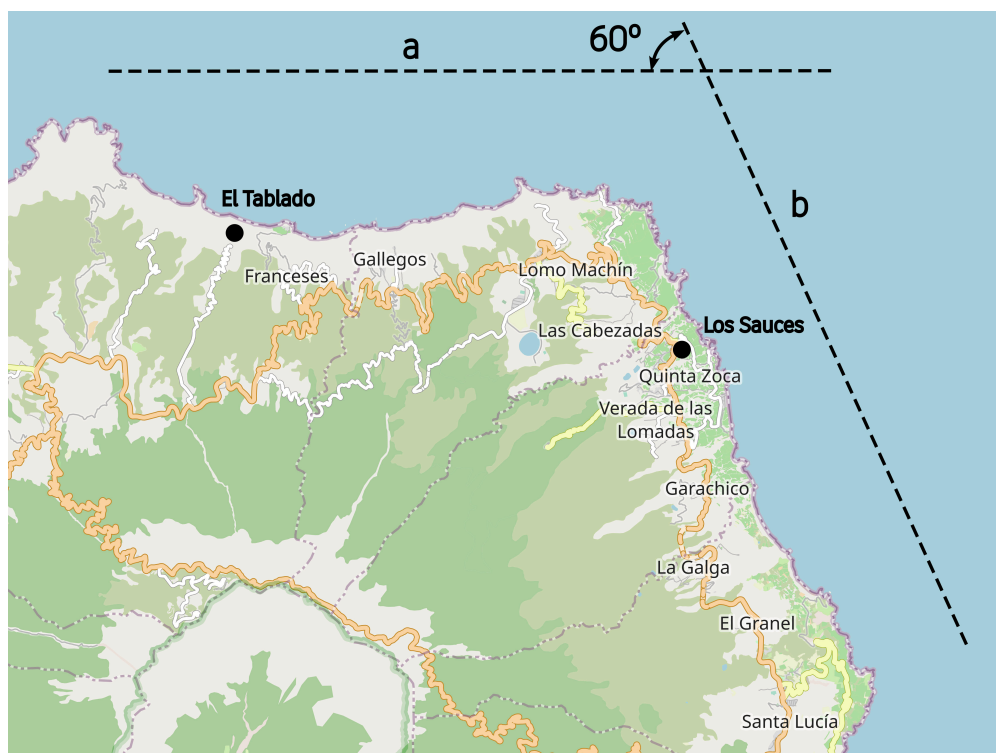 a
60º
b
El Tablado
Gallegos
Franceses
Lomo Machín
Las Cabezadas
Los Sauces
Quinta Zoca
Verada de las
Lomadas
Garachico
La Galga
El Granel
Santa Lucía